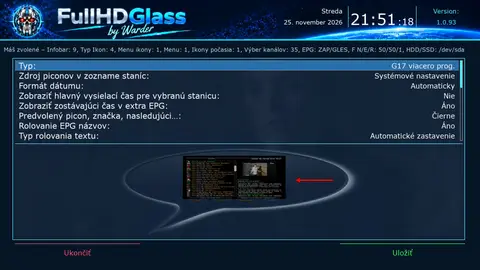 FullHDGlass
by Warder
Streda
25. november 2026
21:51:18
Version:
1.0.93
Máš zvolené – Infobar: 9, Typ Ikon: 4, Menu ikony: 1, Menu: 1, Ikony počasia: 1, Výber kanálov: 35, EPG: ZAP/GLES, F N/E/R: 50/50/1, HDD/SSD: /dev/sda
Typ: G17 viacero prog.
Zdroj piconov v zozname staníc: Systémové nastavenie
Formát dátumu: Automaticky
Zobraziť hlavný vysielací čas pre vybranú stanicu: Nie
Zobraziť zostávajúci čas v extra EPG: Áno
Predvolený picon, značka, nasledujúci...: Čierne
Rolovanie EPG názvov: Áno
Typ rolovania textu: Automatické zastavenie
Ukončiť
Uložiť